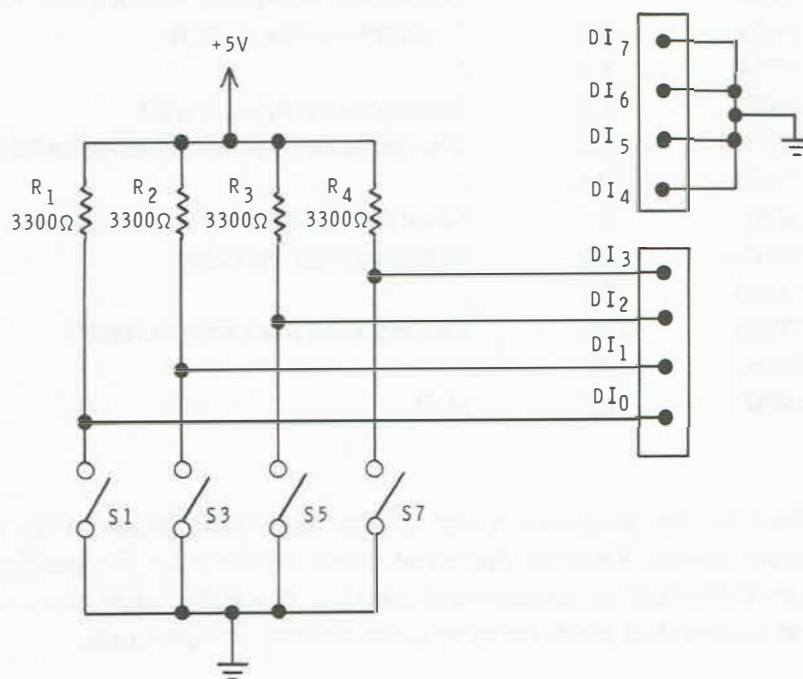 +5V
DI7
DI6
DI5
DI4
R1
3300Ω
R2
3300Ω
R3
3300Ω
R4
3300Ω
DI3
DI2
DI1
DI0
S1
S3
S5
S7